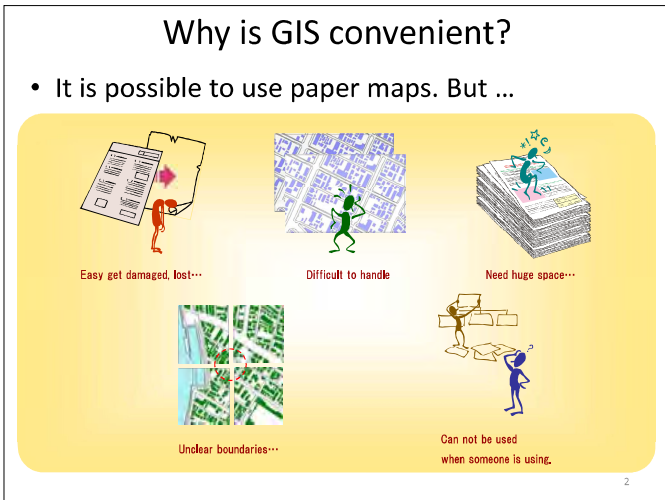 Why is GIS convenient?
• It is possible to use paper maps. But …
Easy get damaged, lost…
Difficult to handle
Need huge space…
Unclear boundaries…
Can not be used
when someone is using.
2